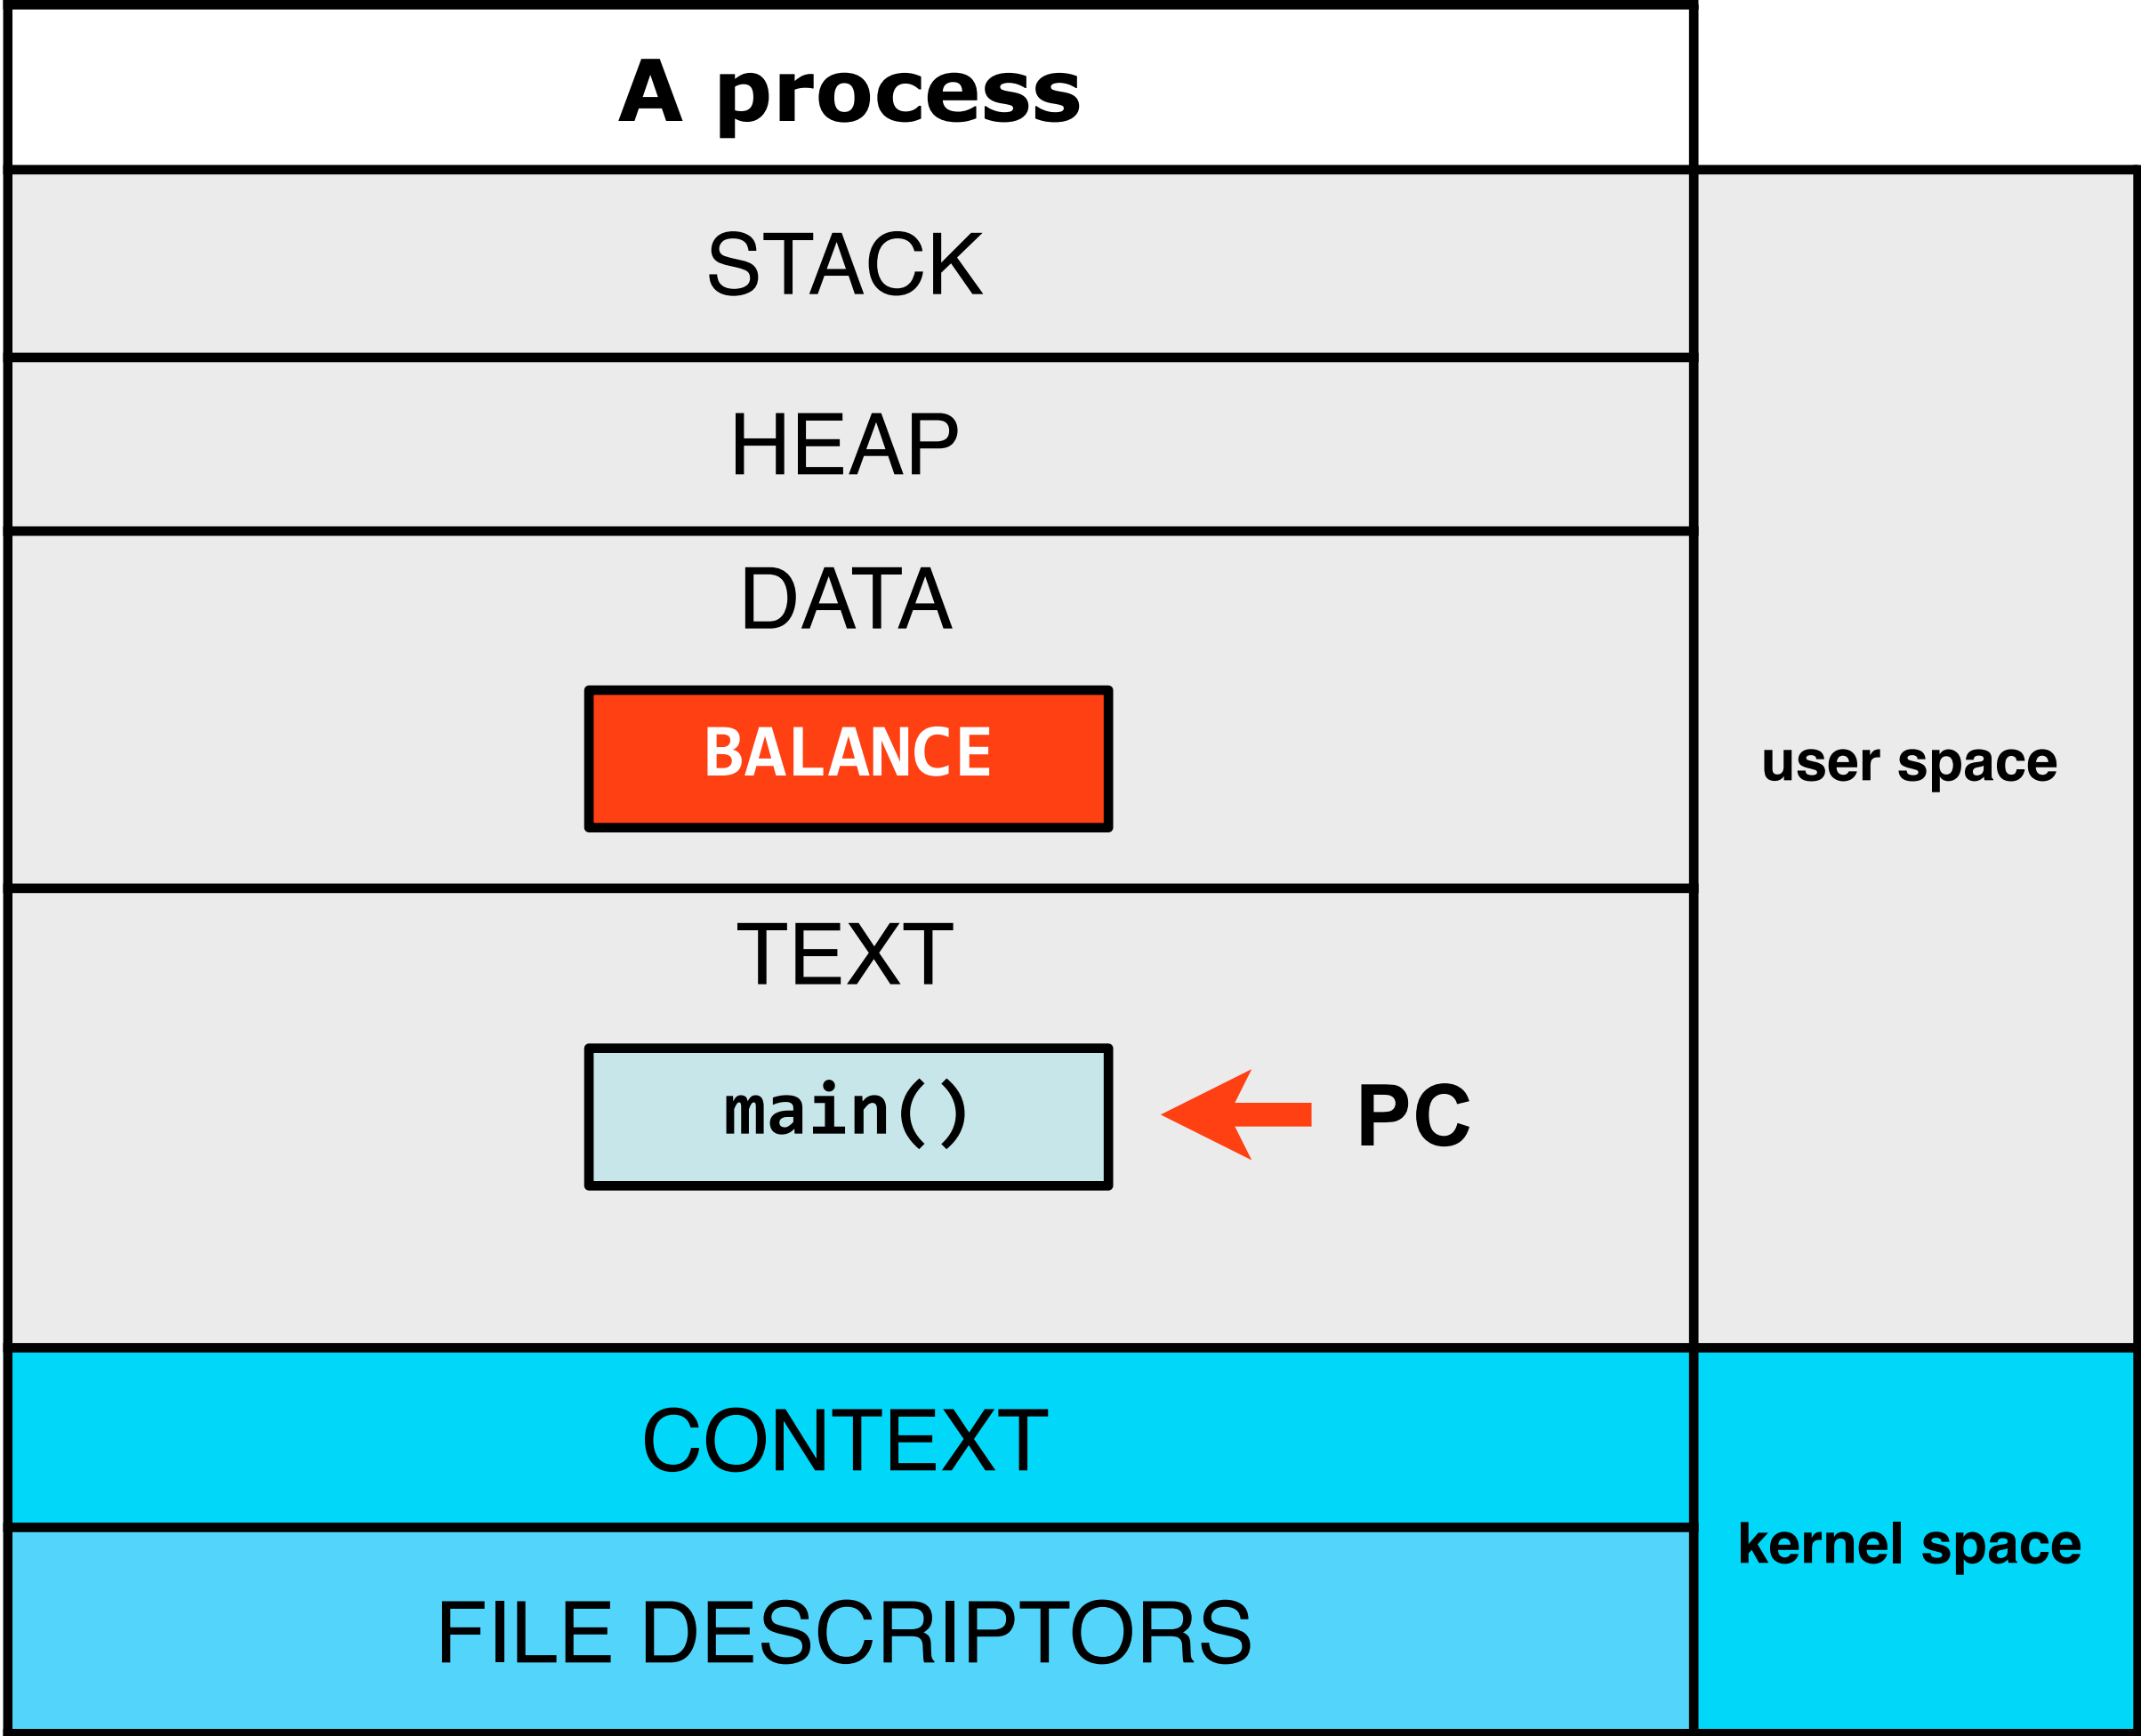 A process
STACK
HEAP
DATA
BALANCE
user space
TEXT
main()
PC
CONTEXT
kernel space
FILE DESCRIPTORS